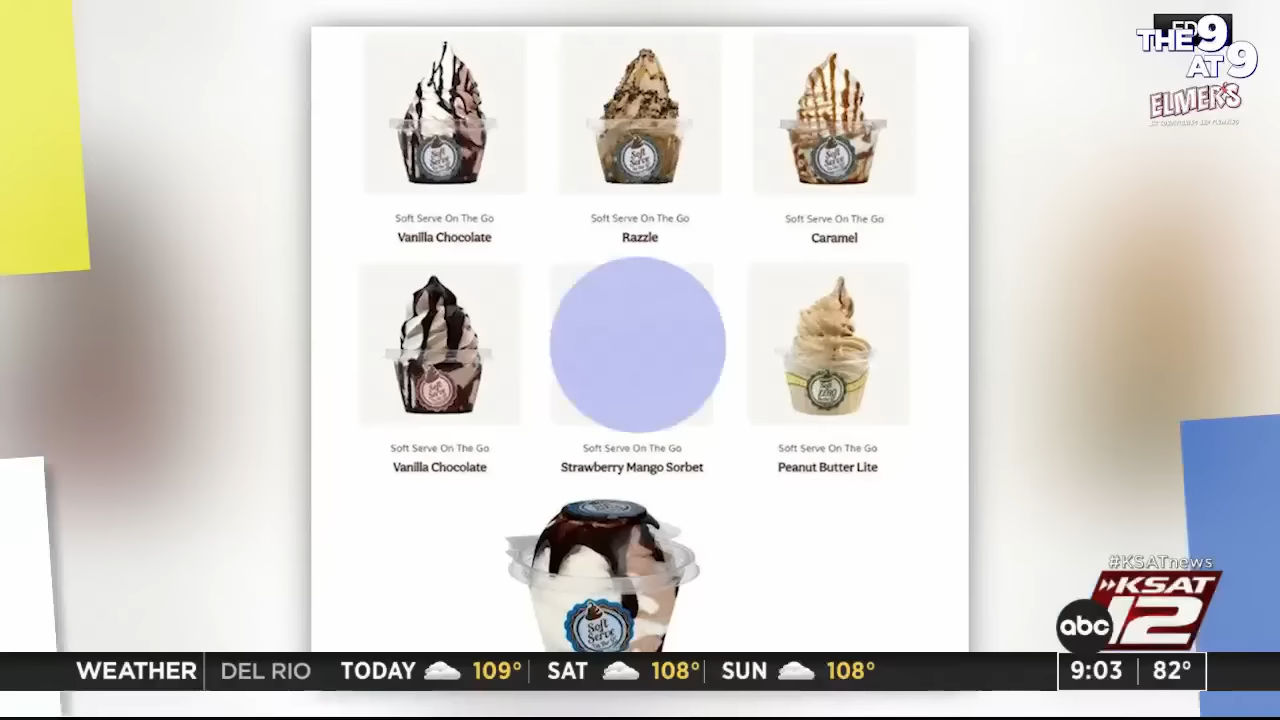 THE 9
AT 9
ELMER'S
Soft Serve On The Go
Vanilla Chocolate
Soft Serve On The Go
Razzle
Soft Serve On The Go
Caramel
Soft Serve On The Go
Vanilla Chocolate
Soft Serve On The Go
Strawberry Mango Sorbet
Soft Serve On The Go
Peanut Butter Lite
Soft
Serve
#KSATnews
KSAT
abc 12
WEATHER DEL RIO TODAY 109° SAT 108° SUN 108° 9:03 82°